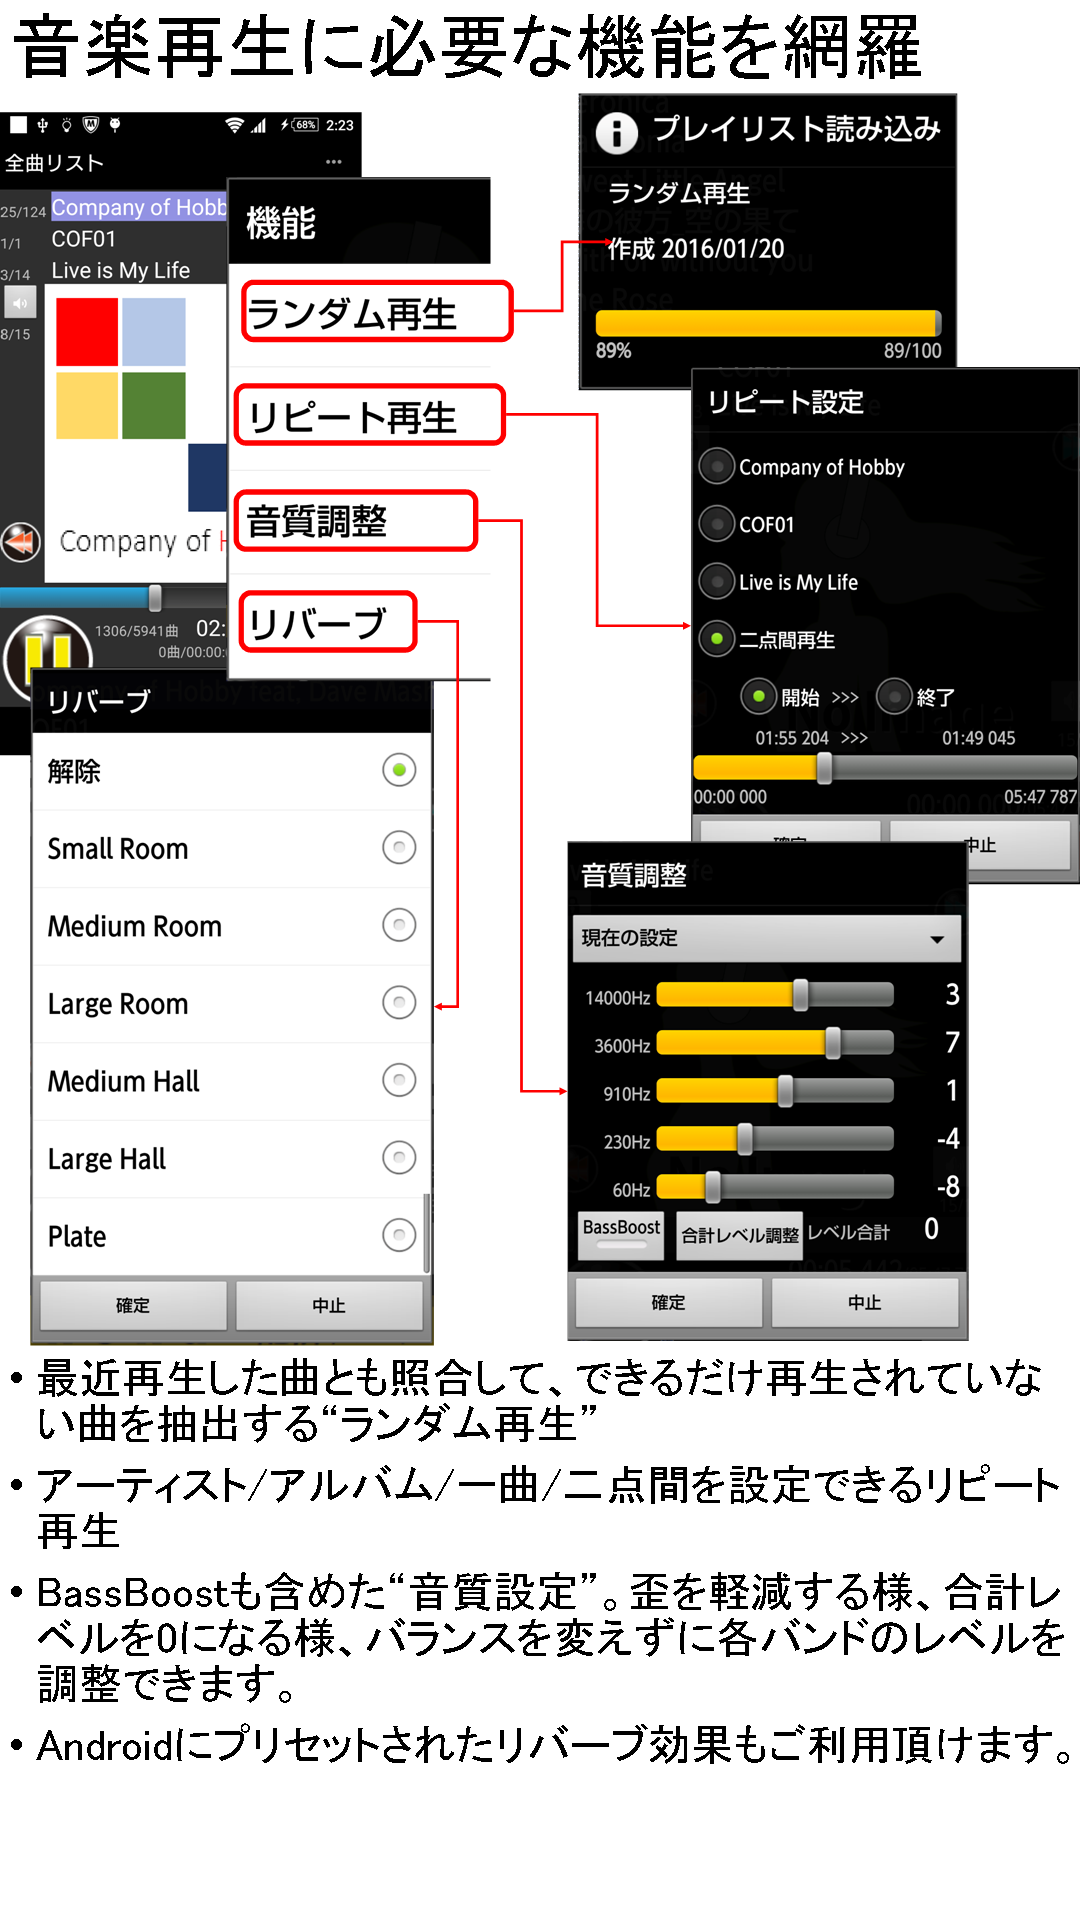 音楽再生に必要な機能を網羅
68% 2:23
全曲リスト
25/124 Company of Hobb
1/1 COF01
3/14 Live is My Life
8/15
Company of H
1306/5941曲 02:
0曲/00:00:
機能
ランダム再生
リピート再生
音質調整
リバーブ
プレイリスト読み込み
ランダム再生
作成 2016/01/20
89% 89/100
リピート設定
Company of Hobby
COF01
Live is My Life
二点間再生
開始 >>> 終了
01:55 204 >>> 01:49 045
00:00 000 05:47 787
確定 中止
リバーブ
解除
Small Room
Medium Room
Large Room
Medium Hall
Large Hall
Plate
確定 中止
音質調整
現在の設定
14000Hz 3
3600Hz 7
910Hz 1
230Hz -4
60Hz -8
BassBoost 合計レベル調整 レベル合計 0
確定 中止
• 最近再生した曲とも照合して、できるだけ再生されていな
い曲を抽出する“ランダム再生”
• アーティスト/アルバム/一曲/二点間を設定できるリピート
再生
• BassBoostも含めた“音質設定”。歪を軽減する様、合計レ
ベルを0になる様、バランスを変えずに各バンドのレベルを
調整できます。
• Androidにプリセットされたリバーブ効果もご利用頂けます。